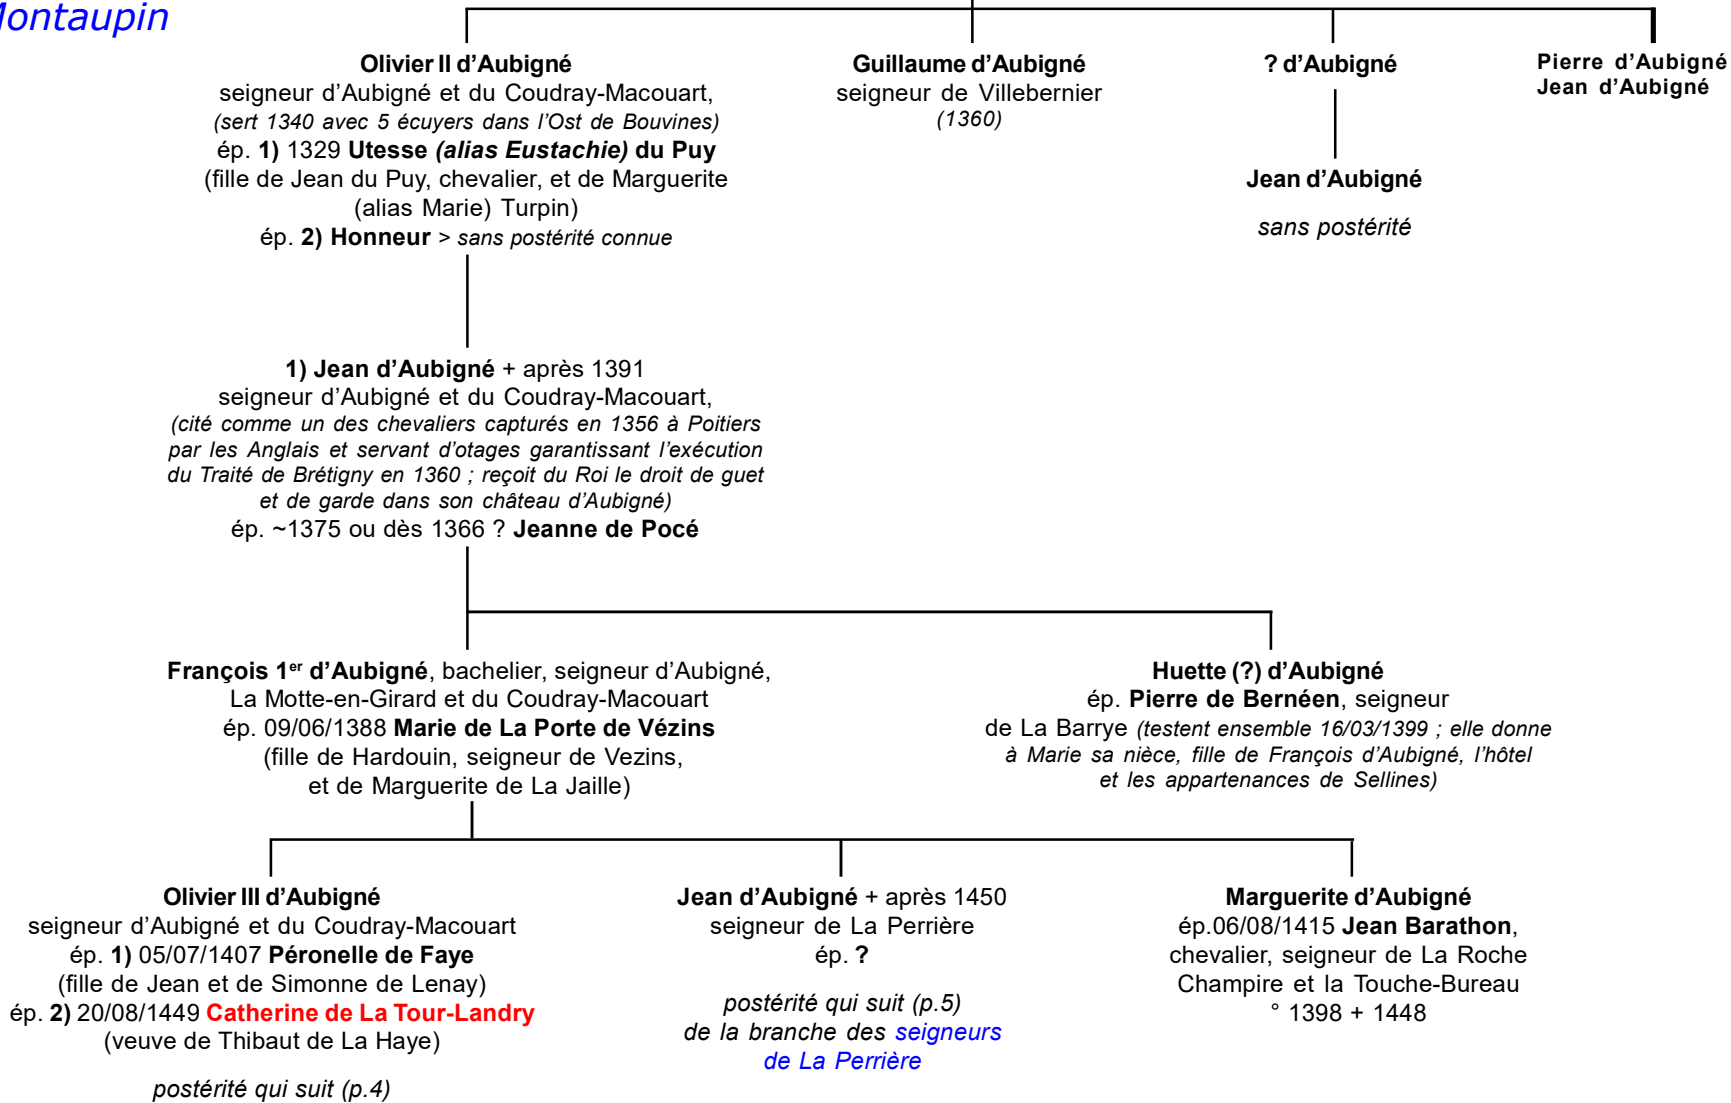 Montaupin
Olivier II d'Aubigné
seigneur d'Aubigné et du Coudray-Macouart,
(sert 1340 avec 5 écuyers dans l'Ost de Bouvines)
ép. 1) 1329 Utesse (alias Eustachie) du Puy
(fille de Jean du Puy, chevalier, et de Marguerite
(alias Marie) Turpin)
ép. 2) Honneur > sans postérité connue
Guillaume d'Aubigné
seigneur de Villebernier
(1360)
? d'Aubigné
Jean d'Aubigné
sans postérité
Pierre d'Aubigné
Jean d'Aubigné
1) Jean d'Aubigné + après 1391
seigneur d'Aubigné et du Coudray-Macouart,
(cité comme un des chevaliers capturés en 1356 à Poitiers
par les Anglais et servant d'otages garantissant l'exécution
du Traité de Brétigny en 1360 ; reçoit du Roi le droit de guet
et de garde dans son château d'Aubigné)
ép. ~1375 ou dès 1366 ? Jeanne de Pocé
François 1er d'Aubigné, bachelier, seigneur d'Aubigné,
La Motte-en-Girard et du Coudray-Macouart
ép. 09/06/1388 Marie de La Porte de Vézins
(fille de Hardouin, seigneur de Vezins,
et de Marguerite de La Jaille)
Huette (?) d'Aubigné
ép. Pierre de Bernéen, seigneur
de La Barrye (testent ensemble 16/03/1399 ; elle donne
à Marie sa nièce, fille de François d'Aubigné, l'hôtel
et les appartenances de Sellines)
Olivier III d'Aubigné
seigneur d'Aubigné et du Coudray-Macouart
ép. 1) 05/07/1407 Péronelle de Faye
(fille de Jean et de Simonne de Lenay)
ép. 2) 20/08/1449 Catherine de La Tour-Landry
(veuve de Thibaut de La Haye)
postérité qui suit (p.4)
Jean d'Aubigné + après 1450
seigneur de La Perrière
ép. ?
postérité qui suit (p.5)
de la branche des seigneurs
de La Perrière
Marguerite d'Aubigné
ép.06/08/1415 Jean Barathon,
chevalier, seigneur de La Roche
Champire et la Touche-Bureau
° 1398 + 1448